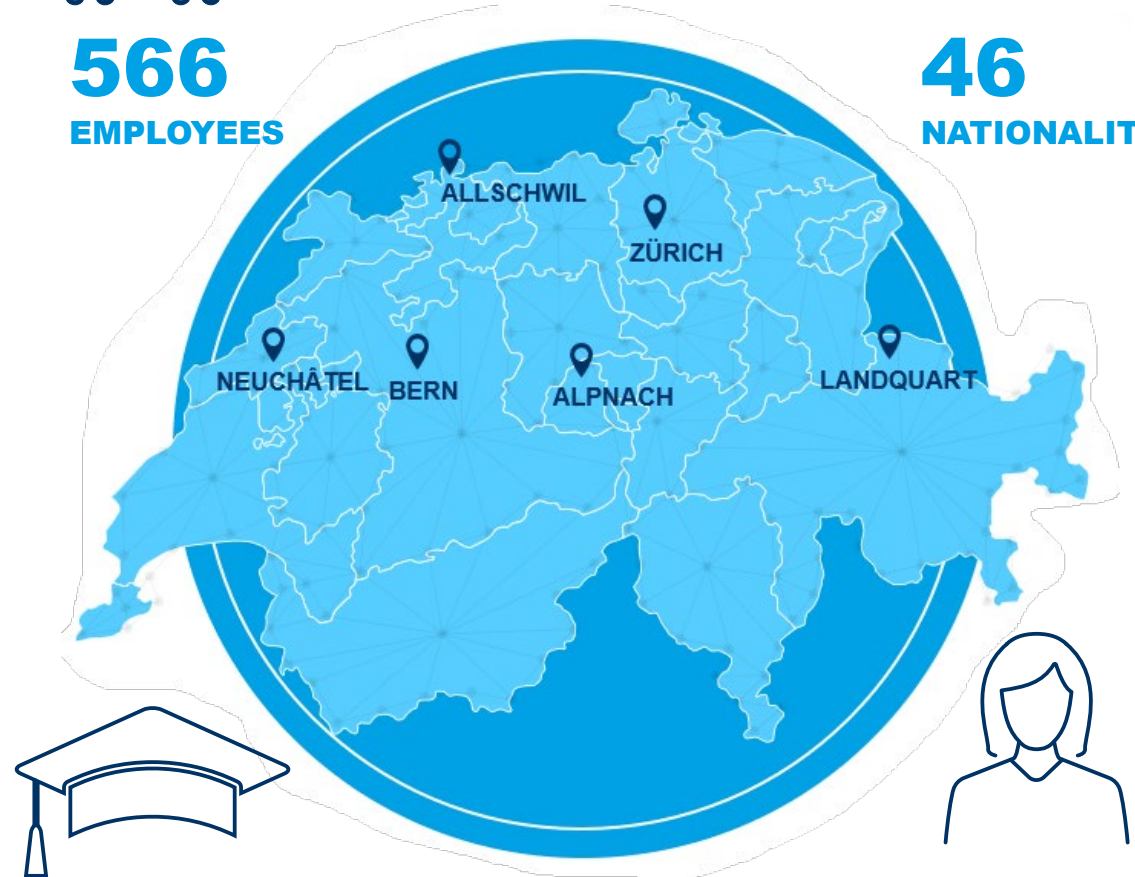 566
EMPLOYEES
46
NATIONALIT
ALLSCHWIL
ZÜRICH
NEUCHÂTEL
BERN
ALPNACH
LANDQUART